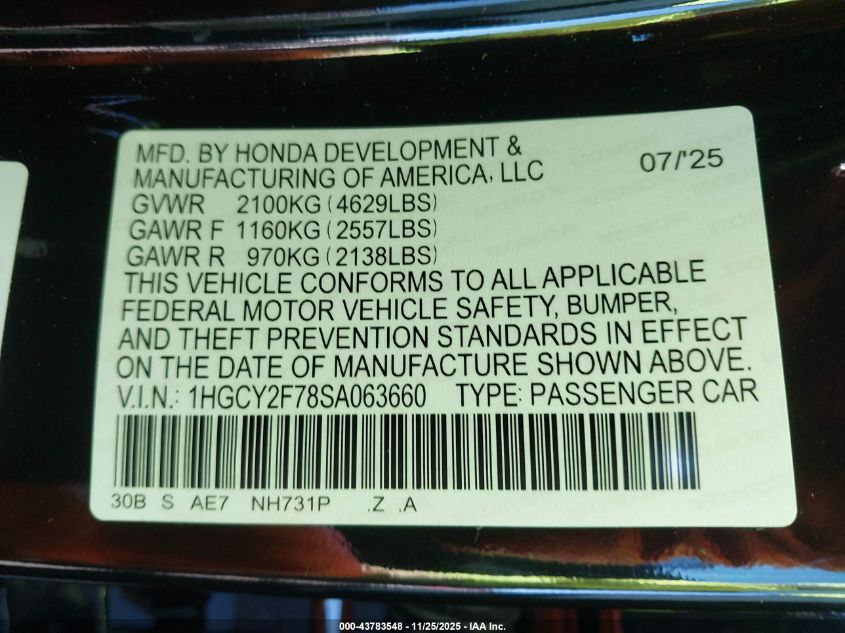 MFD. BY HONDA DEVELOPMENT &
MANUFACTURING OF AMERICA, LLC 07/'25
GVWR 2100KG (4629LBS)
GAWR F 1160KG (2557LBS)
GAWR R 970KG (2138LBS)
THIS VEHICLE CONFORMS TO ALL APPLICABLE
FEDERAL MOTOR VEHICLE SAFETY, BUMPER,
AND THEFT PREVENTION STANDARDS IN EFFECT
ON THE DATE OF MANUFACTURE SHOWN ABOVE.
V.I.N.: 1HGCY2F78SA063660 TYPE: PASSENGER CAR
30B S AE7 NH731P .Z .A
000-43783548 - 11/25/2025 - IAA Inc.